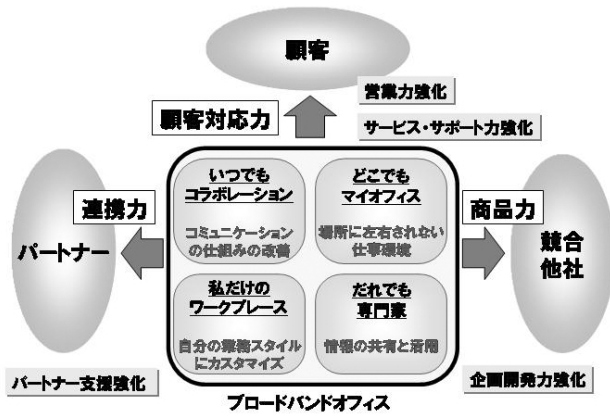 顧客
営業力強化
顧客対応力
サービス・サポート力強化
いつでも
コラボレーション
コミュニケーション
の仕組みの改善
どこでも
マイオフィス
場所に左右されない
仕事環境
連携力
パートナー
商品力
競合
他社
私だけの
ワークプレース
自分の業務スタイル
にカスタマイズ
だれでも
専門家
情報の共有と活用
パートナー支援強化
企画開発力強化
ブロードバンドオフィス